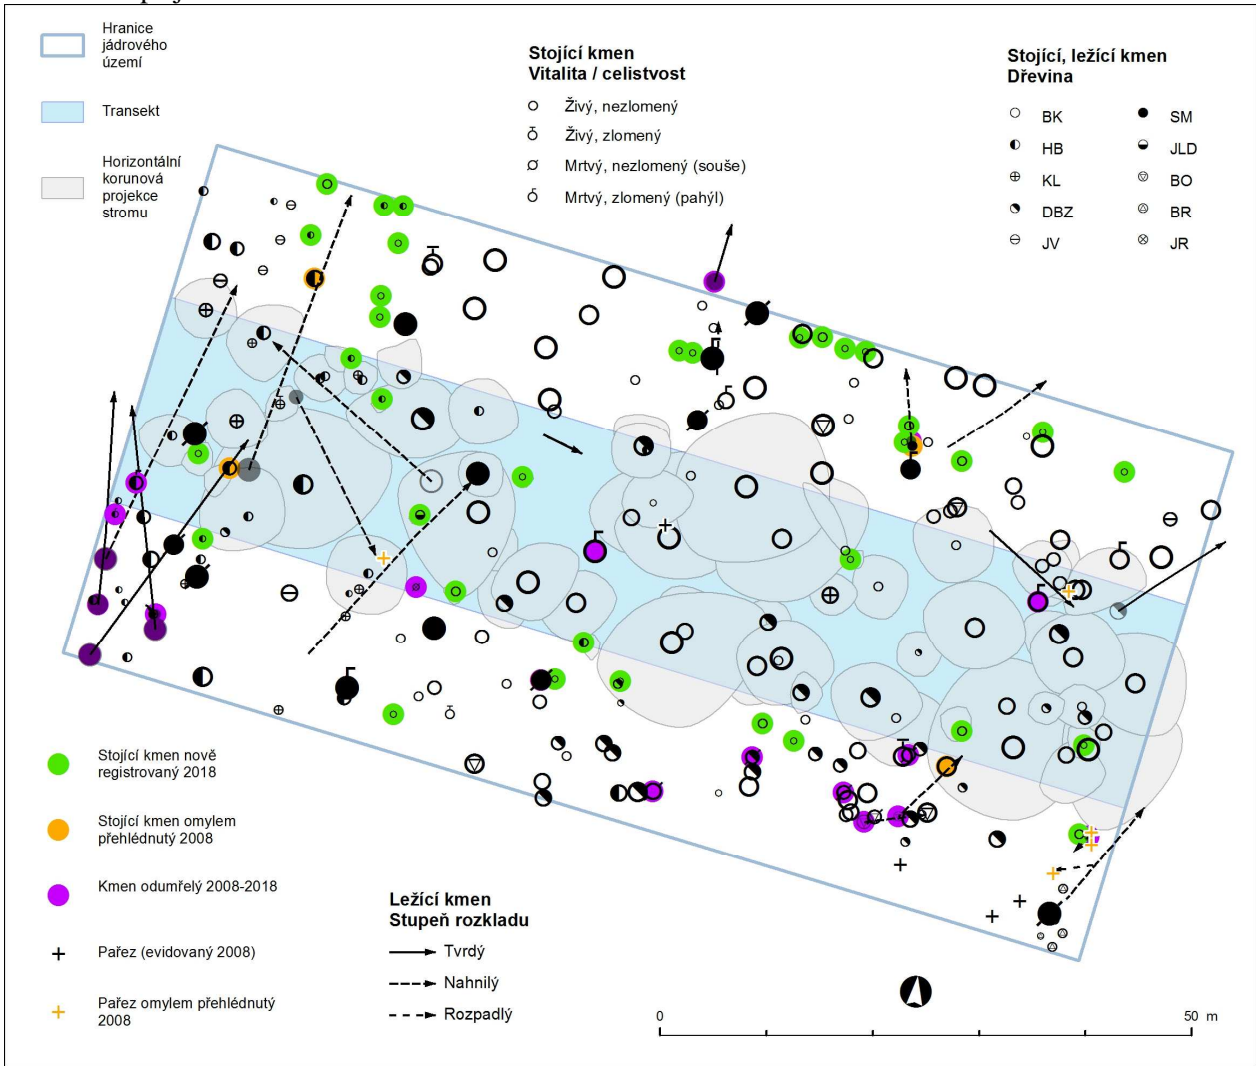 Hranice
jádrového
území
Transekt
Horizontální
korunová
projekce
stromu
Stojící kmen
Vitalita / celistvost
Živý, nezlomený
Živý, zlomený
Mrtvý, nezlomený (souše)
Mrtvý, zlomený (pahýl)
Stojící, ležící kmen
Dřevina
BK
SM
HB
JLD
KL
BO
DBZ
BR
JV
JR
Stojící kmen nově
registrovaný 2018
Stojící kmen omylem
přehlédnutý 2008
Kmen odumřelý 2008-2018
Pařez (evidovaný 2008)
Pařez omylem přehlédnutý
2008
Ležící kmen
Stupeň rozkladu
Tvrdý
Nahnilý
Rozpadlý
0
50 m